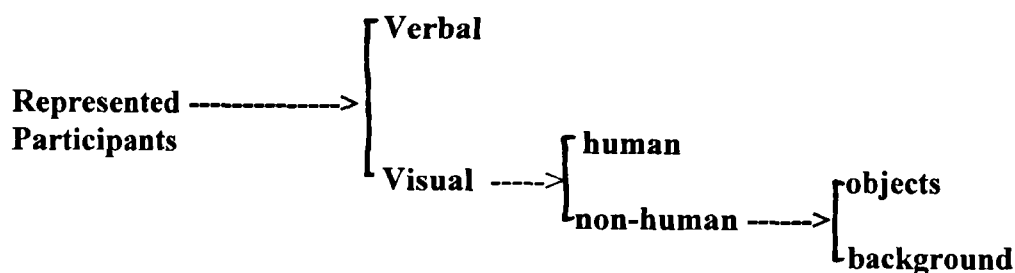 Verbal
Represented
Participants
human
Visual
objects
non-human
background